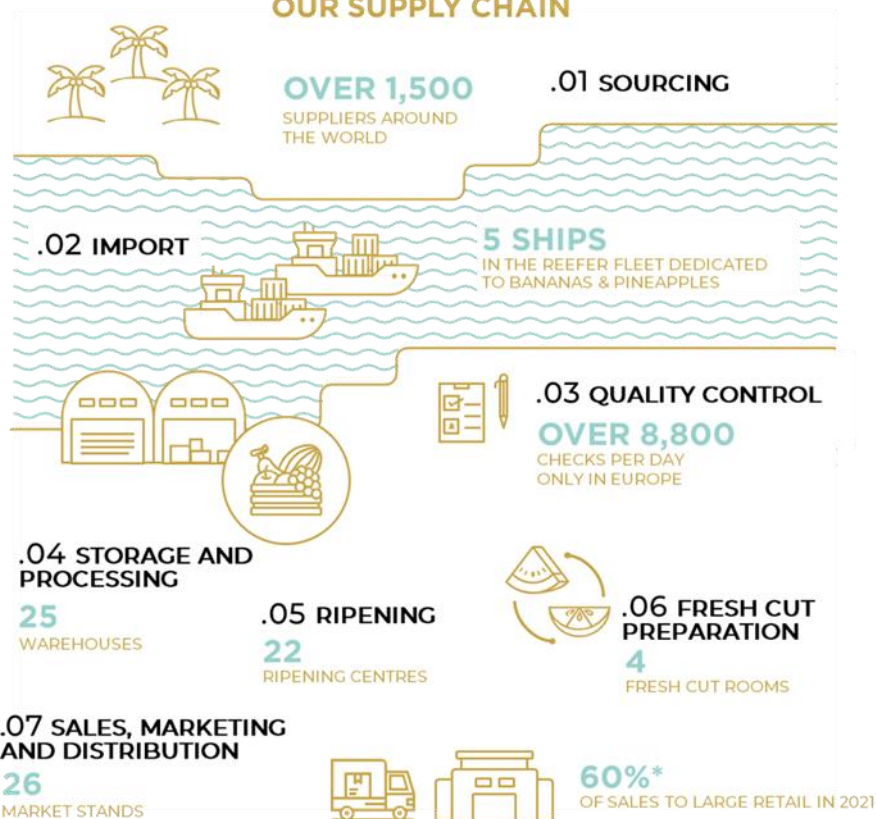 OUR SUPPLY CHAIN
OVER 1,500
SUPPLIERS AROUND
THE WORLD
.01 SOURCING
.02 IMPORT
5 SHIPS
IN THE REEFER FLEET DEDICATED
TO BANANAS & PINEAPPLES
.03 QUALITY CONTROL
OVER 8,800
CHECKS PER DAY
ONLY IN EUROPE
.04 STORAGE AND
PROCESSING
25
WAREHOUSES
.05 RIPENING
22
RIPENING CENTRES
.06 FRESH CUT
PREPARATION
4
FRESH CUT ROOMS
.07 SALES, MARKETING
AND DISTRIBUTION
26
MARKET STANDS
60%*
OF SALES TO LARGE RETAIL IN 2021